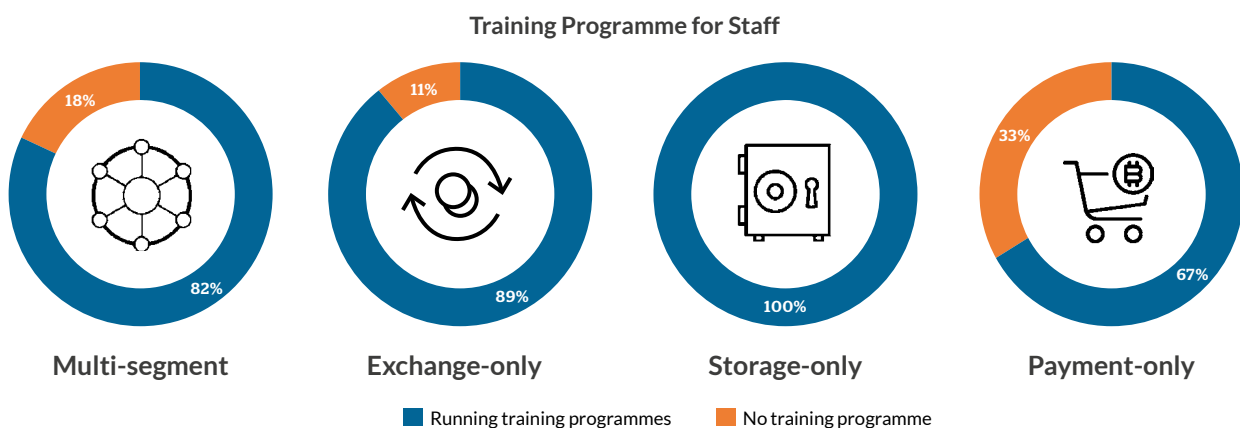 Training Programme for Staff
18%
82%
11%
89%
100%
33%
67%
Multi-segment
Exchange-only
Storage-only
Payment-only
Running training programmes
No training programme